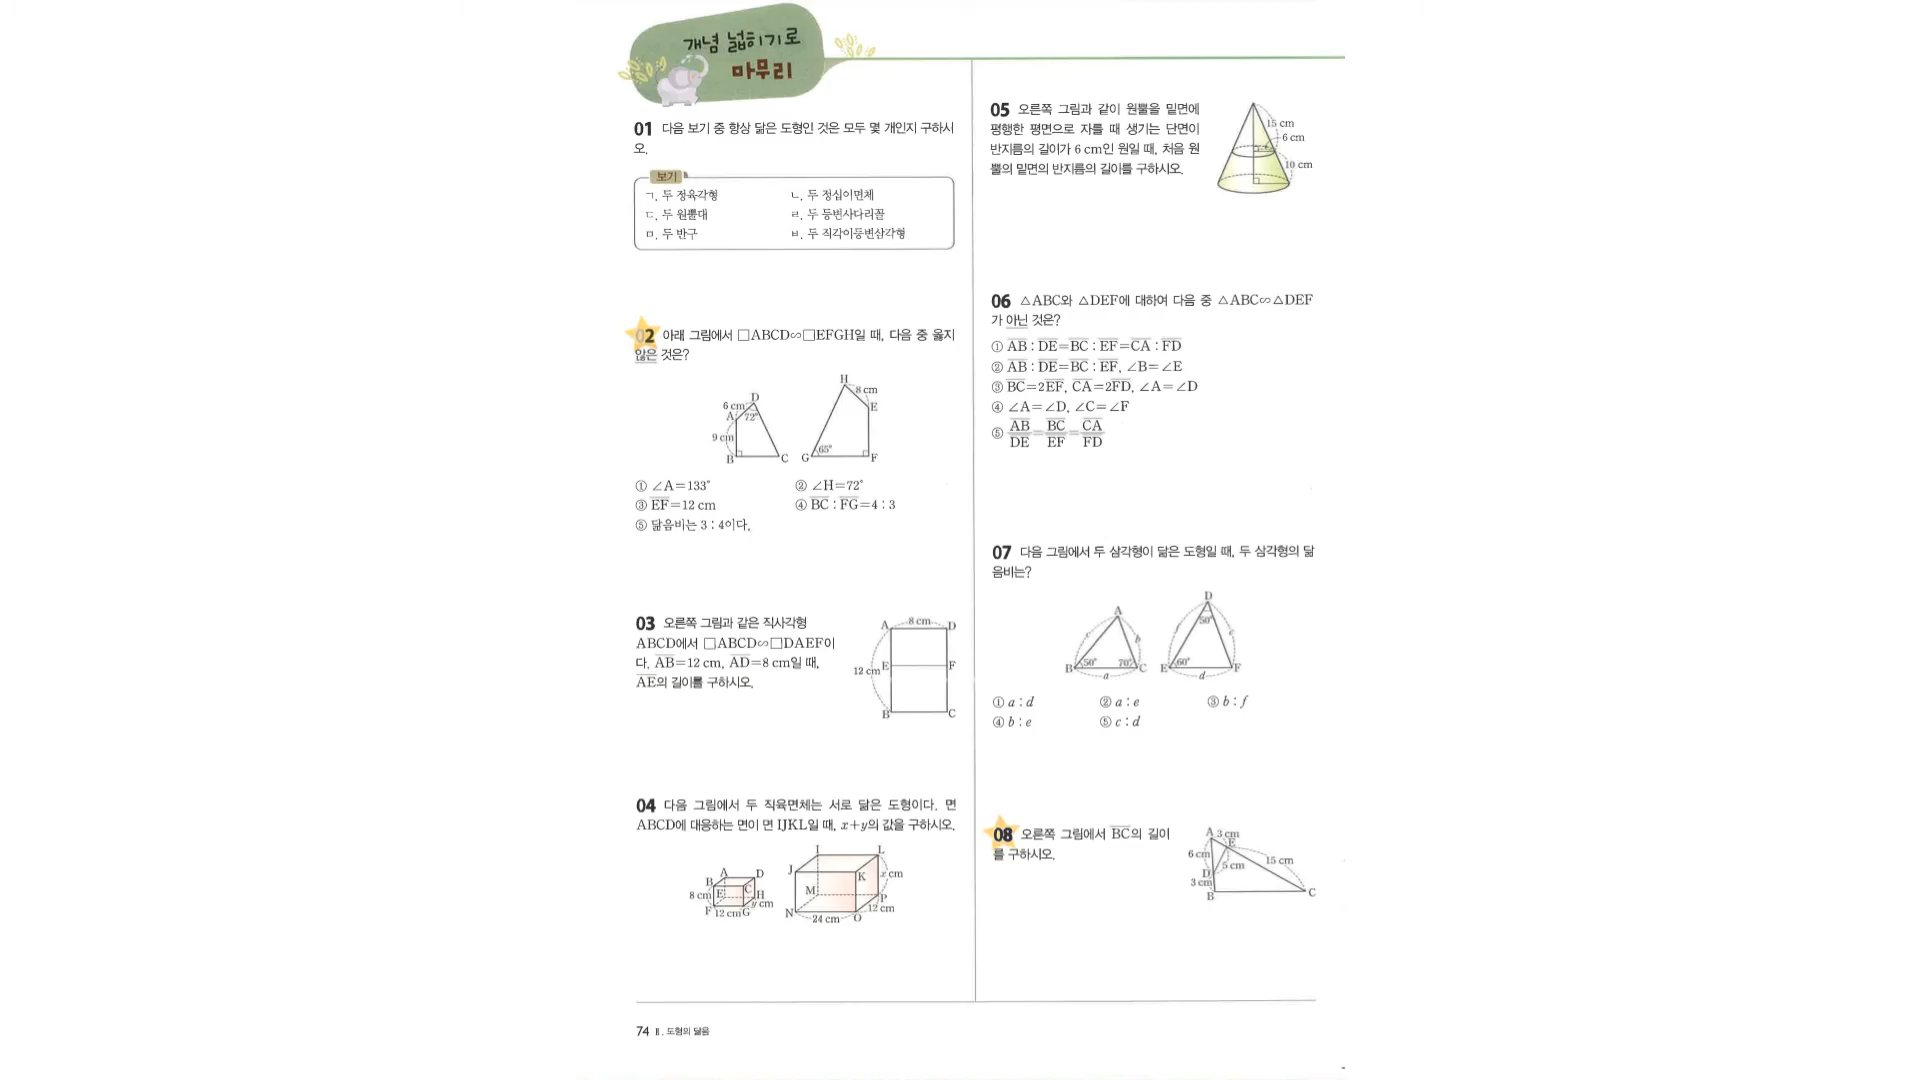 개념 넓히기로
마무리
01 다음 보기 중 항상 닮은 도형인 것은 모두 몇 개인지 구하시
오.
보기
ㄱ. 두 정육각형 ㄴ. 두 정십이면체
ㄷ. 두 원뿔대 ㄹ. 두 등변사다리꼴
ㅁ. 두 반구 ㅂ. 두 직각이등변삼각형
02 아래 그림에서 □ABCD∽□EFGH일 때, 다음 중 옳지
않은 것은?
H
8 cm
D
6 cm
E
A
72°
9 cm
65°
B
C
G
F
① ∠A=133° ② ∠H=72°
③ EF=12 cm ④ BC : FG=4 : 3
⑤ 닮음비는 3 : 4이다.
03 오른쪽 그림과 같은 직사각형
ABCD에서 □ABCD∽□DAEF이
다. AB=12 cm, AD=8 cm일 때,
AE의 길이를 구하시오.
A 8 cm D
12 cm E F
B C
04 다음 그림에서 두 직육면체는 서로 닮은 도형이다. 면
ABCD에 대응하는 면이 면 IJKL일 때, x+y의 값을 구하시오.
I L
A D J
B K x cm
8 cm E C H M P
F 12 cm G y cm N 24 cm O 12 cm
05 오른쪽 그림과 같이 원뿔을 밑면에
평행한 평면으로 자를 때 생기는 단면이
반지름의 길이가 6 cm인 원일 때, 처음 원
뿔의 밑면의 반지름의 길이를 구하시오.
15 cm
6 cm
10 cm
06 △ABC와 △DEF에 대하여 다음 중 △ABC∽△DEF
가 아닌 것은?
① AB : DE=BC : EF=CA : FD
② AB : DE=BC : EF, ∠B=∠E
③ BC=2EF, CA=2FD, ∠A=∠D
④ ∠A=∠D, ∠C=∠F
⑤ AB/DE=BC/EF=CA/FD
07 다음 그림에서 두 삼각형이 닮은 도형일 때, 두 삼각형의 닮
음비는?
A D
50°
c b f e
B 50° 70° C E 60° F
a d
① a : d ② a : e ③ b : f
④ b : e ⑤ c : d
08 오른쪽 그림에서 BC의 길이
를 구하시오.
A 3 cm
E
6 cm
15 cm
5 cm
D
3 cm
B C
74 Ⅱ. 도형의 닮음